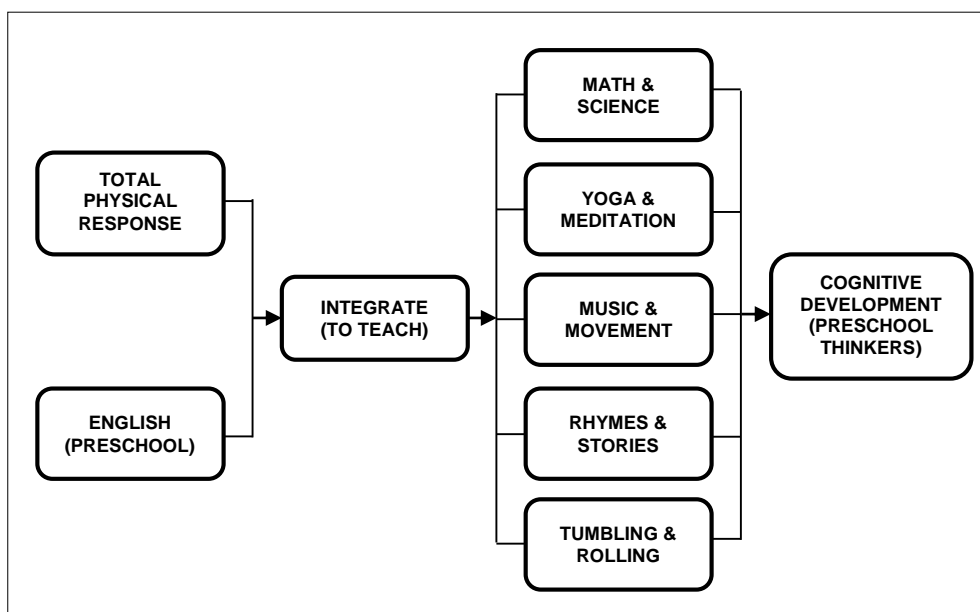 TOTAL
PHYSICAL
RESPONSE
ENGLISH
(PRESCHOOL)
INTEGRATE
(TO TEACH)
MATH &
SCIENCE
YOGA &
MEDITATION
MUSIC &
MOVEMENT
RHYMES &
STORIES
TUMBLING &
ROLLING
COGNITIVE
DEVELOPMENT
(PRESCHOOL
THINKERS)